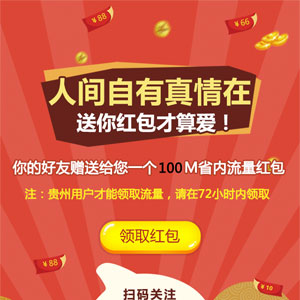 ¥88
¥66
人间自有真情在
送你红包才算爱！
你的好友赠送给您一个100M省内流量红包
注：贵州用户才能领取流量，请在72小时内领取
领取红包
¥88
¥10
扫码关注